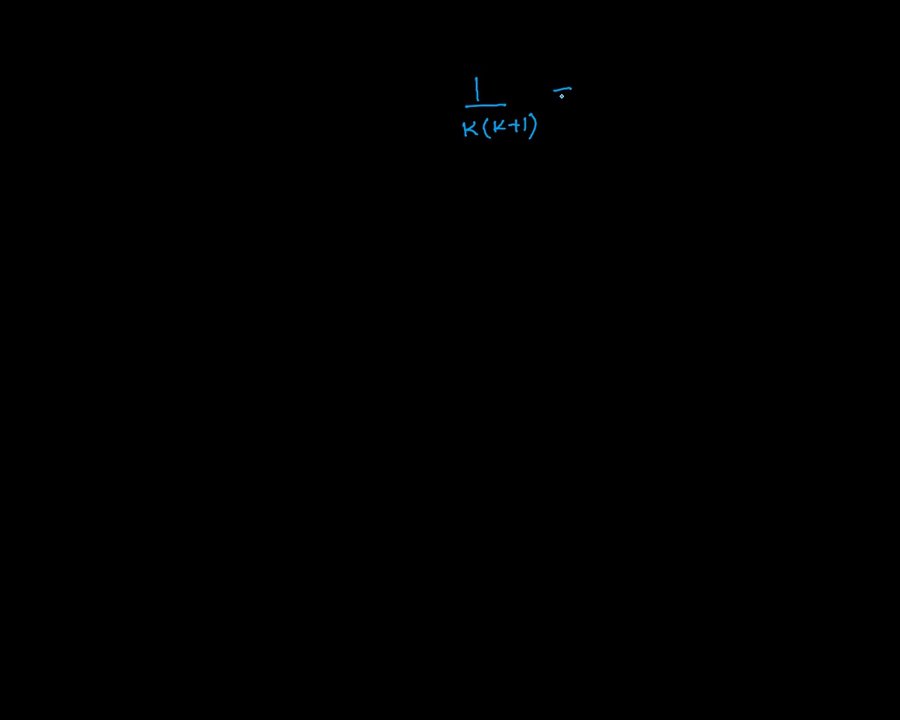 1/K(K+1) =